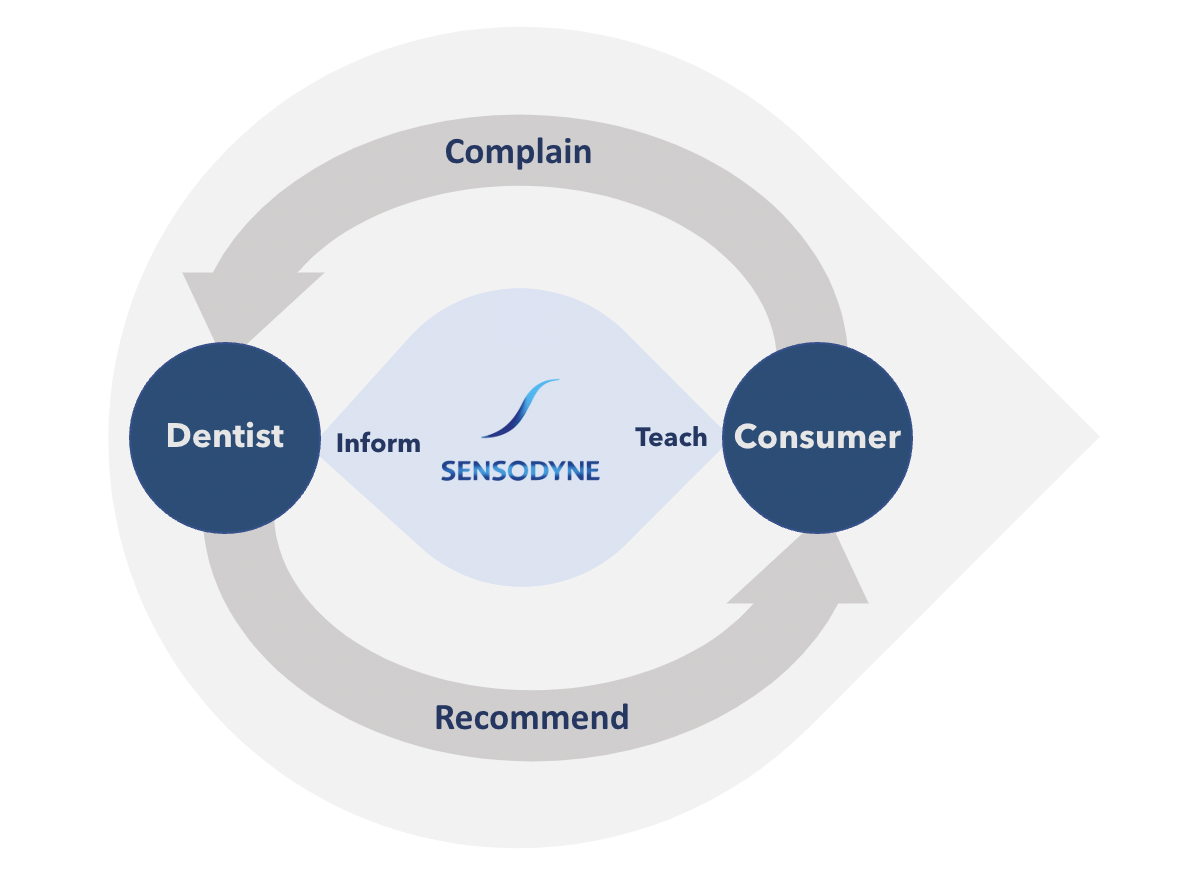 Complain
Dentist
Inform
SENSODYNE
Teach
Consumer
Recommend